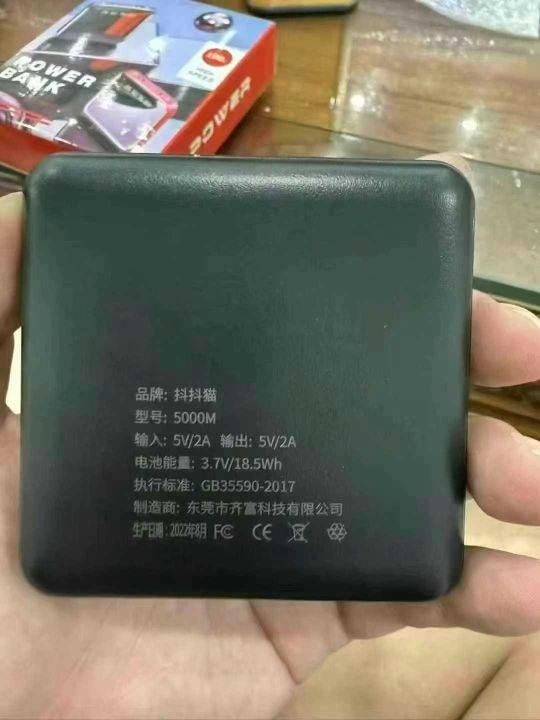 POWER
BANK
HIGH
SPEED
POWER
品牌: 抖抖猫
型号: 5000M
输入: 5V/2A 输出: 5V/2A
电池能量: 3.7V/18.5Wh
执行标准: GB35590-2017
制造商: 东莞市齐富科技有限公司
生产日期: 2022年8月 FC CE